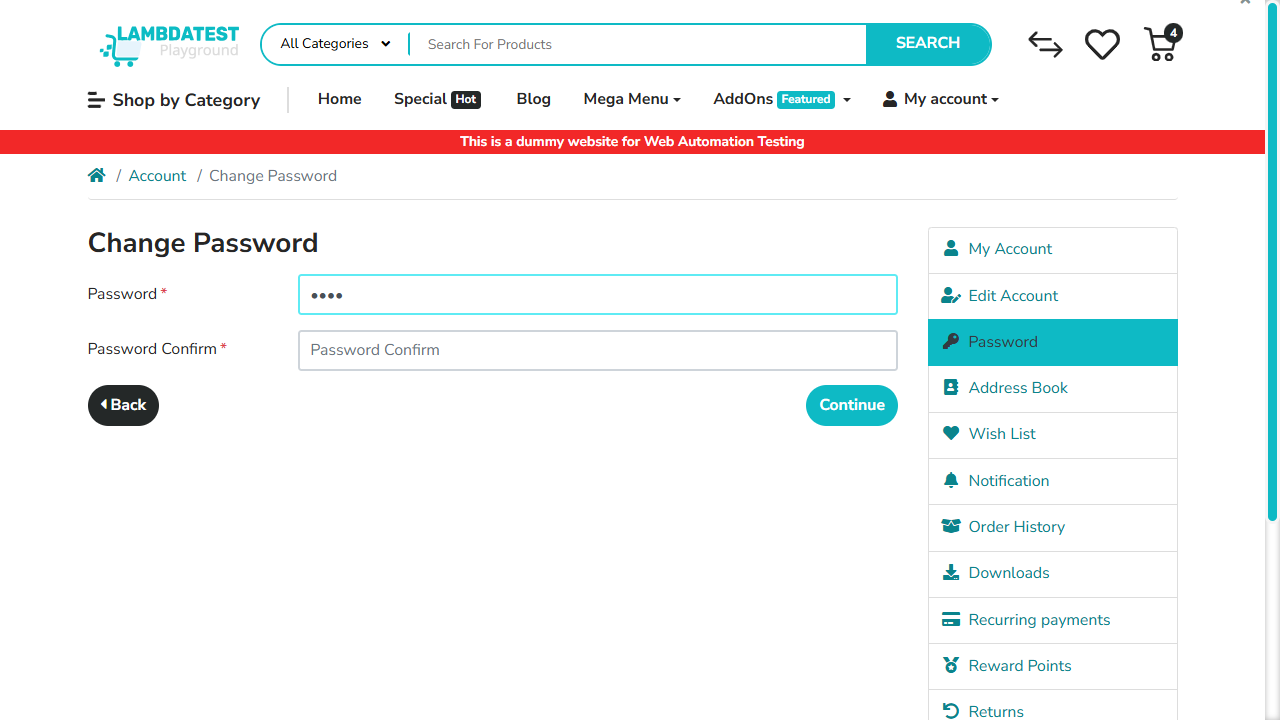 LAMBDATEST
Playground
All Categories
Search For Products
SEARCH
4
Shop by Category
Home
Special Hot
Blog
Mega Menu
AddOns Featured
My account
This is a dummy website for Web Automation Testing
/ Account / Change Password
Change Password
Password *
••••
Password Confirm *
Password Confirm
Back
Continue
My Account
Edit Account
Password
Address Book
Wish List
Notification
Order History
Downloads
Recurring payments
Reward Points
Returns